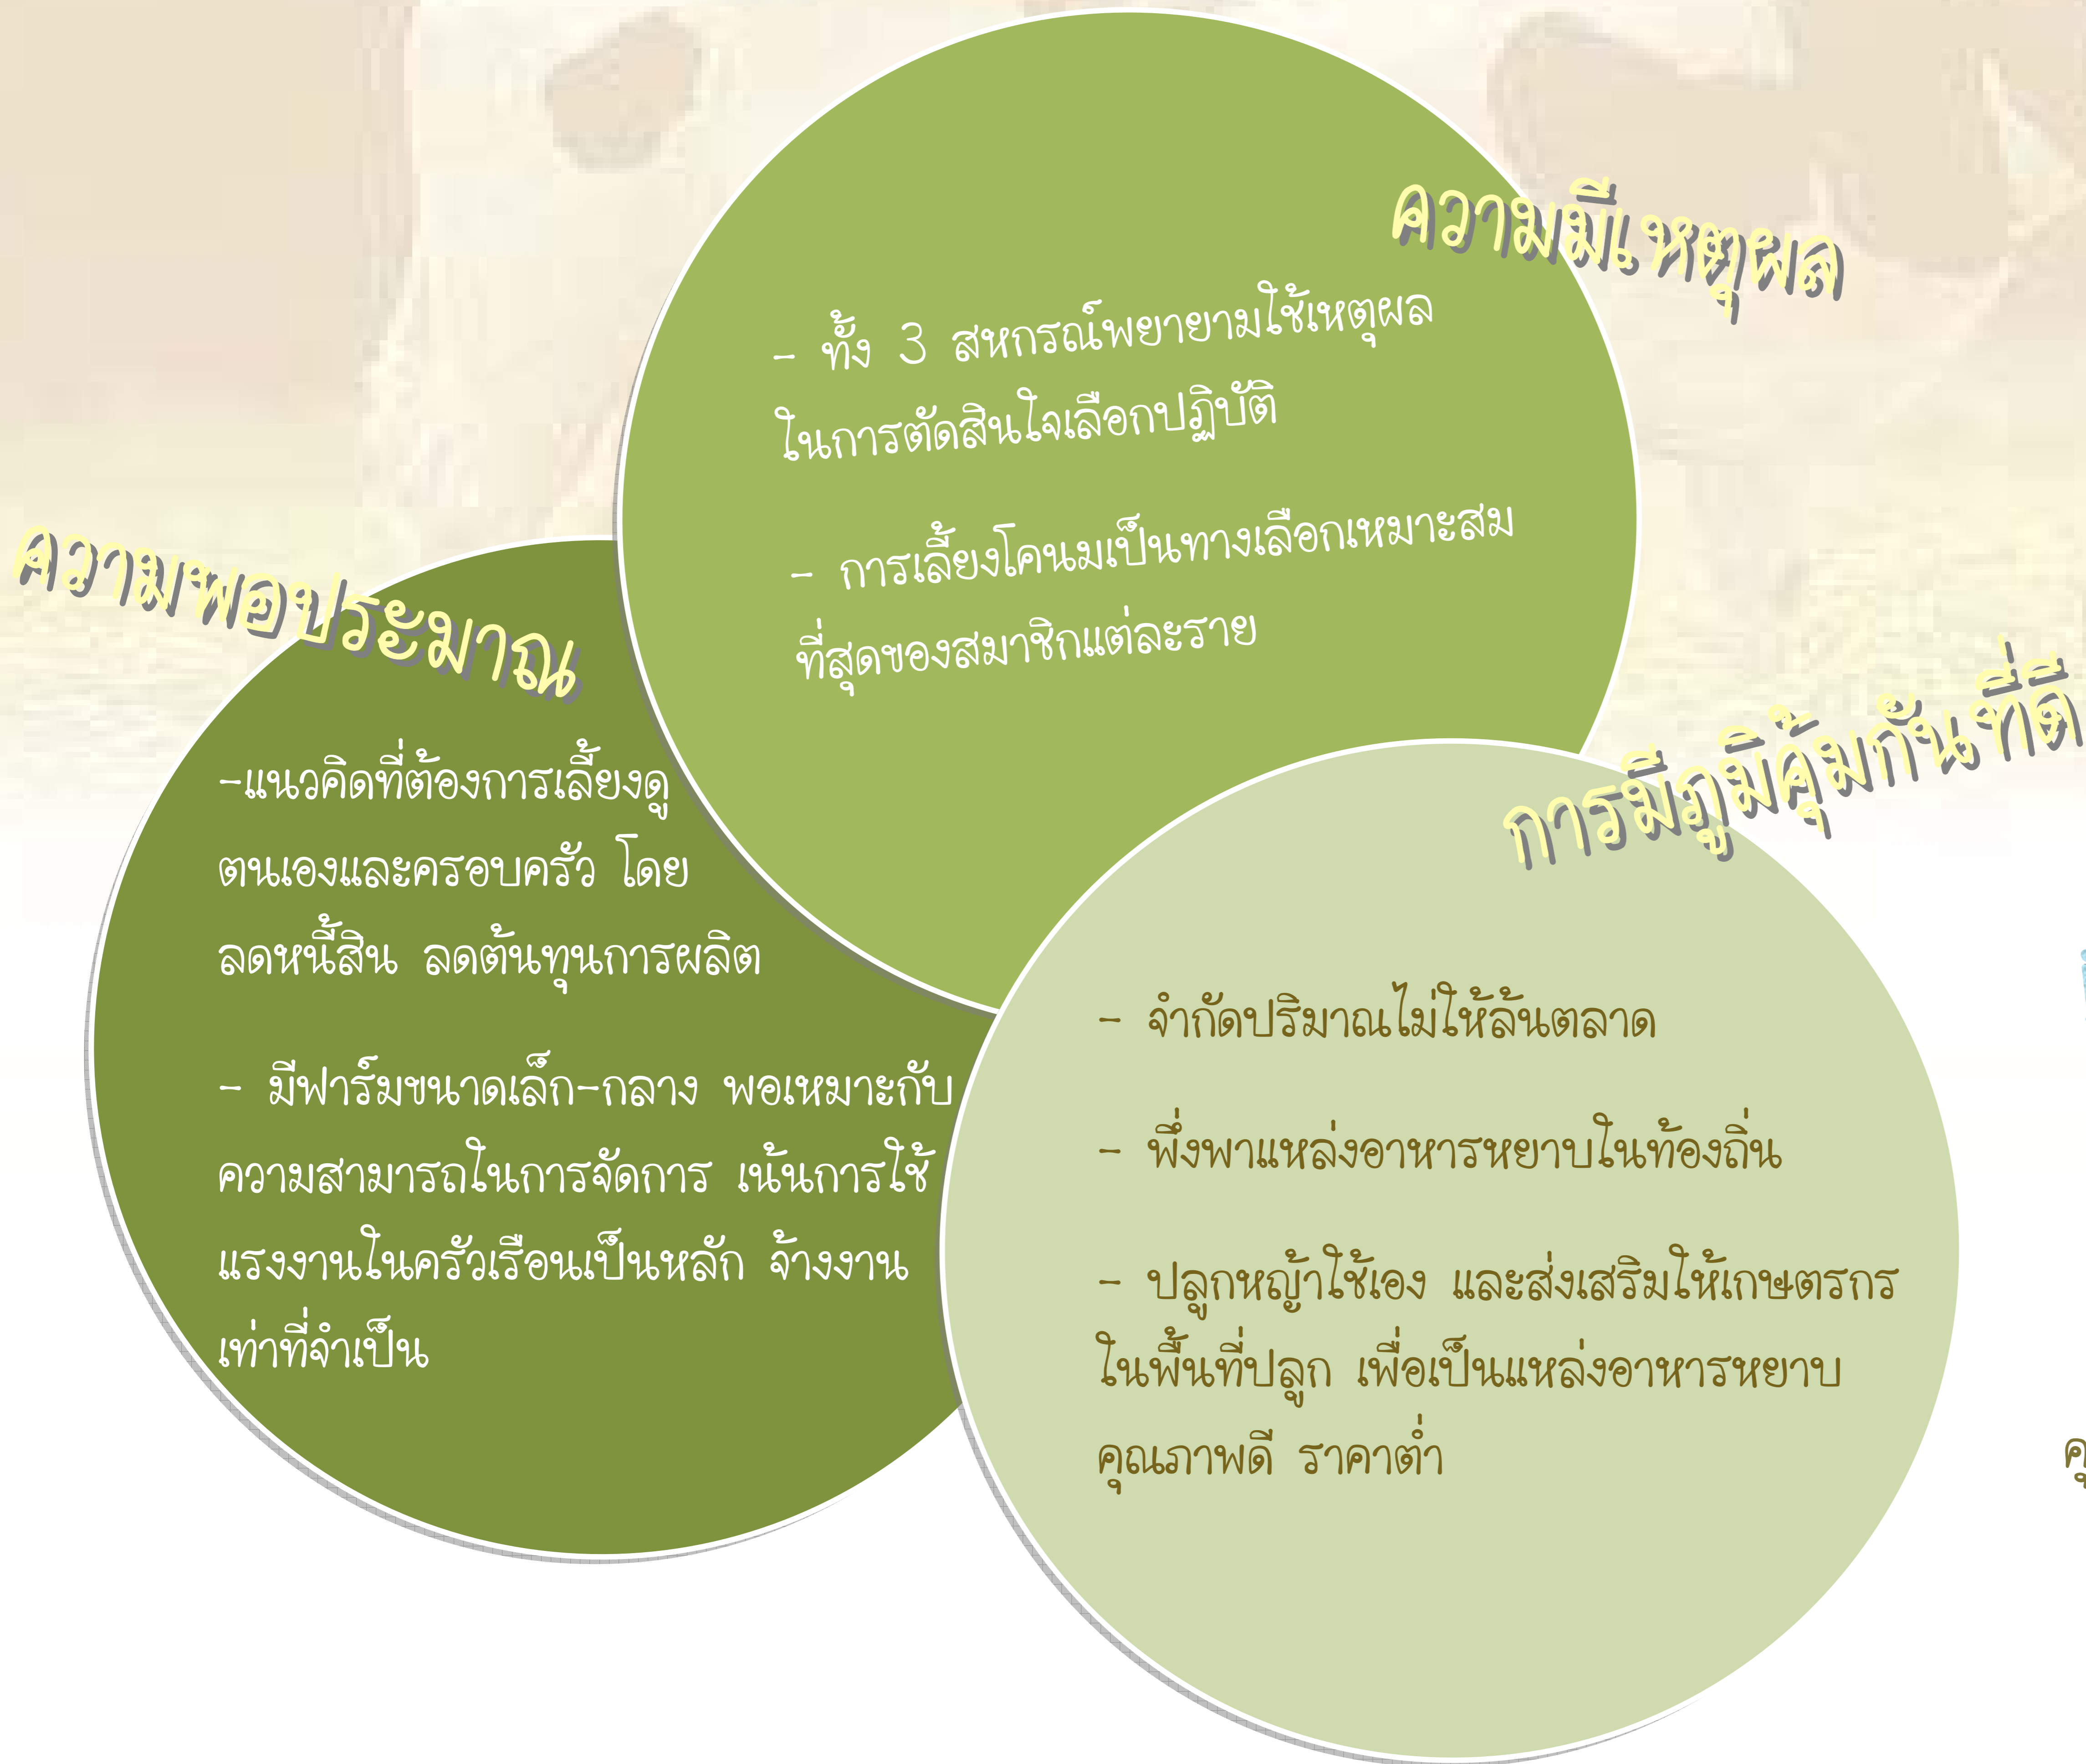 ความมีเหตุผล
- ทั้ง 3 สหกรณ์พยายามใช้เหตุผล
ในการตัดสินใจเลือกปฏิบัติ
- การเลี้ยงโคนมเป็นทางเลือกเหมาะสม
ที่สุดของสมาชิกแต่ละราย
ความพอประมาณ
-แนวคิดที่ต้องการเลี้ยงดู
ตนเองและครอบครัว โดย
ลดหนี้สิน ลดต้นทุนการผลิต
- มีฟาร์มขนาดเล็ก-กลาง พอเหมาะกับ
ความสามารถในการจัดการ เน้นการใช้
แรงงานในครัวเรือนเป็นหลัก จ้างงาน
เท่าที่จำเป็น
การมีภูมิคุ้มกันที่ดี
- จำกัดปริมาณไม่ให้ล้นตลาด
- พึ่งพาแหล่งอาหารหยาบในท้องถิ่น
- ปลูกหญ้าใช้เอง และส่งเสริมให้เกษตรกร
ในพื้นที่ปลูก เพื่อเป็นแหล่งอาหารหยาบ
คุณภาพดี ราคาต่ำ